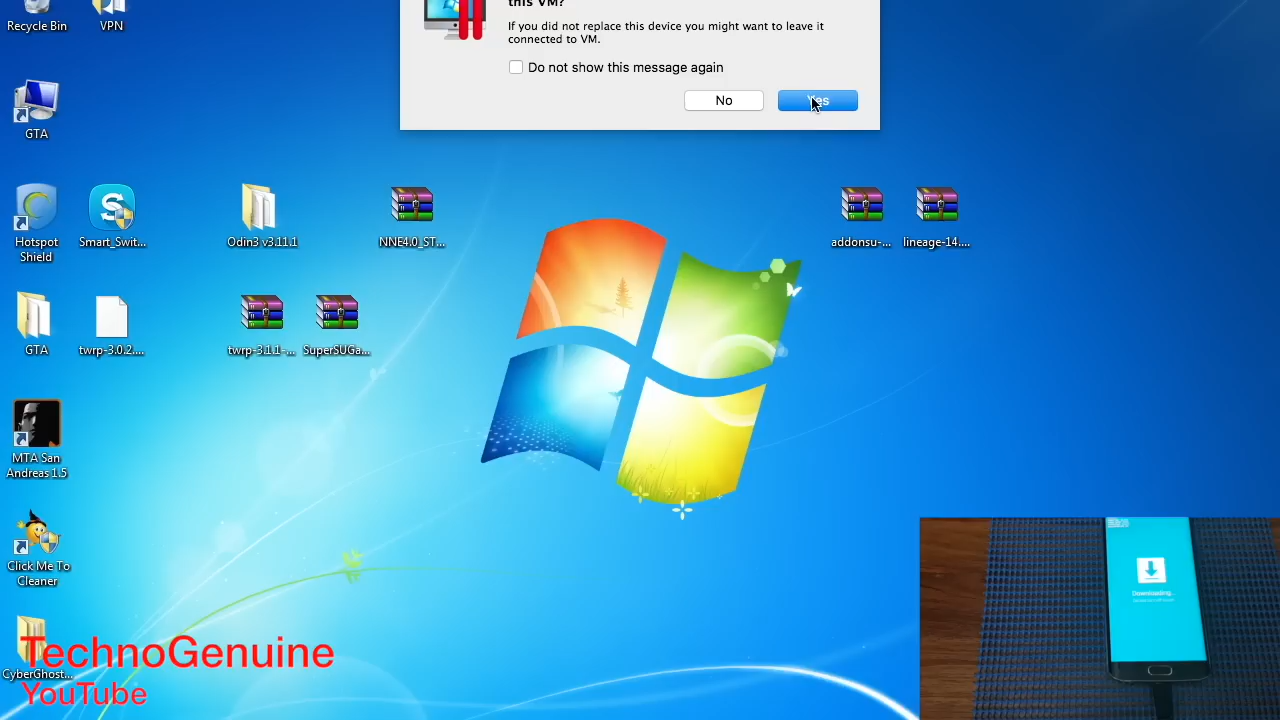 this VM?
If you did not replace this device you might want to leave it
connected to VM.
Do not show this message again
No
Yes
Recycle Bin
VPN
GTA
Hotspot
Shield
Smart_Swit...
Odin3 v3.11.1
NNE4.0_ST...
addonsu-...
lineage-14....
GTA
twrp-3.0.2....
twrp-3.1.1-...
SuperSUGa...
MTA San
Andreas 1.5
Click Me To
Cleaner
CyberGhost...
TechnoGenuine
YouTube
Downloading...